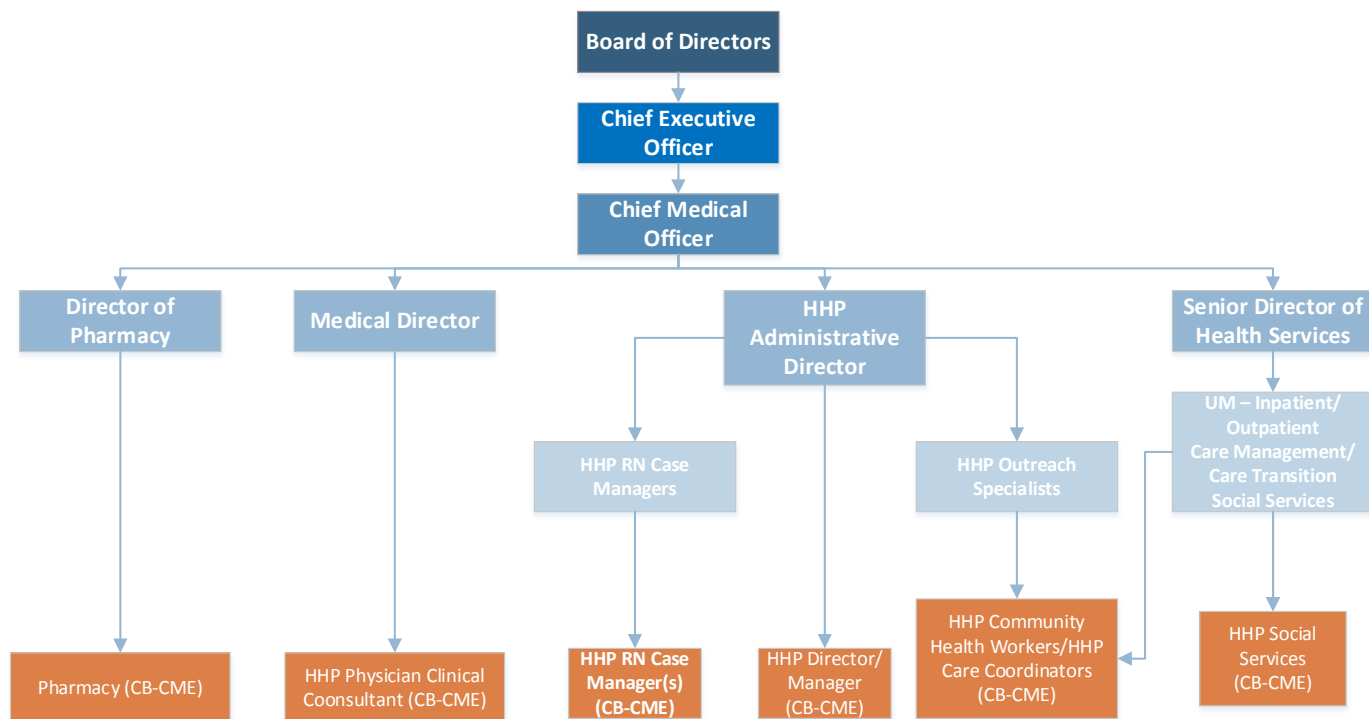 Board of Directors
Chief Executive
Officer
Chief Medical
Officer
Director of
Pharmacy
Medical Director
HHP
Administrative
Director
Senior Director of
Health Services
HHP RN Case
Managers
HHP Outreach
Specialists
UM – Inpatient/
Outpatient
Care Management/
Care Transition
Social Services
Pharmacy (CB-CME)
HHP Physician Clinical
Coonsultant (CB-CME)
HHP RN Case
Manager(s)
(CB-CME)
HHP Director/
Manager
(CB-CME)
HHP Community
Health Workers/HHP
Care Coordinators
(CB-CME)
HHP Social
Services
(CB-CME)